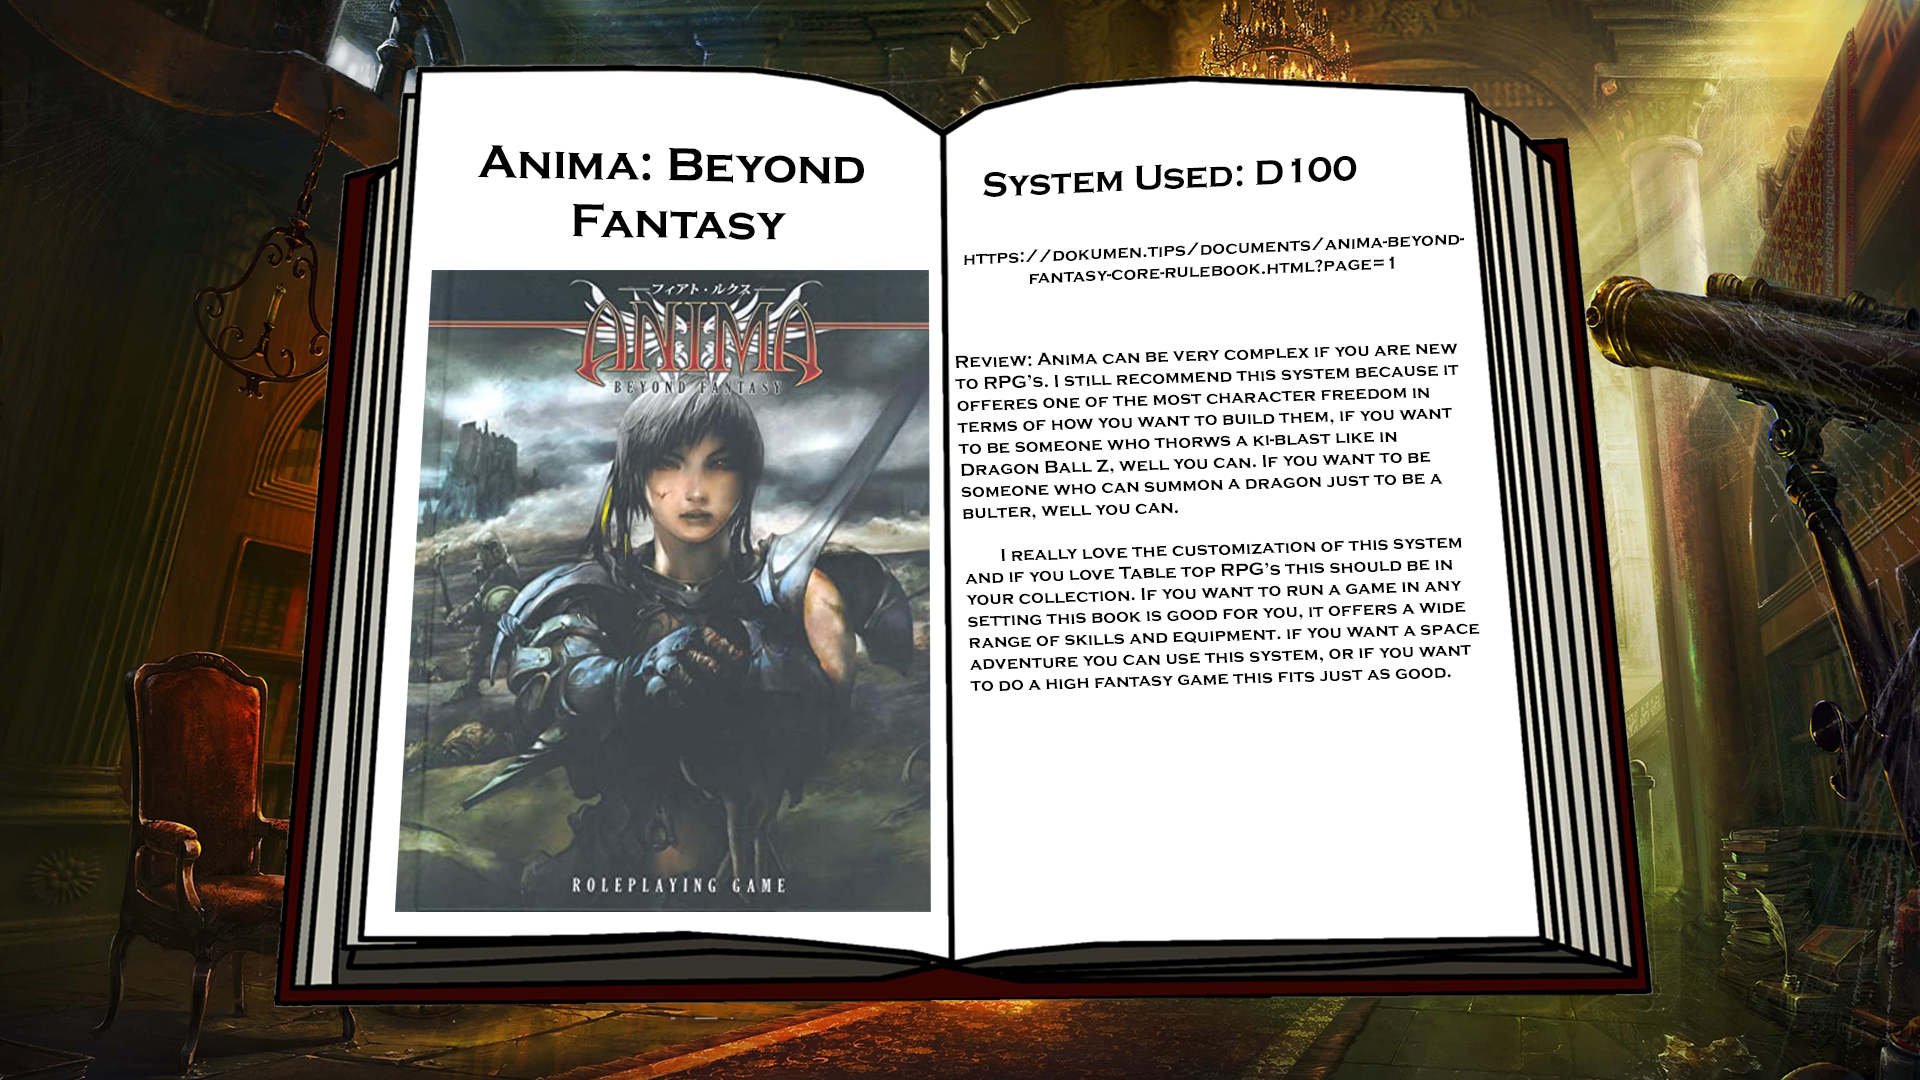 Anima: Beyond
Fantasy
フィアト・ルクス
ANIMA
BEYOND FANTASY
ROLEPLAYING GAME
System Used: D100
https://dokumen.tips/documents/anima-beyond-
fantasy-core-rulebook.html?page=1
Review: Anima can be very complex if you are new
to RPG's. I still recommend this system because it
offeres one of the most character freedom in
terms of how you want to build them, if you want
to be someone who thorws a ki-blast like in
Dragon Ball Z, well you can. If you want to be
someone who can summon a dragon just to be a
bulter, well you can.
I really love the customization of this system
and if you love Table top RPG's this should be in
your collection. If you want to run a game in any
setting this book is good for you, it offers a wide
range of skills and equipment. if you want a space
adventure you can use this system, or if you want
to do a high fantasy game this fits just as good.